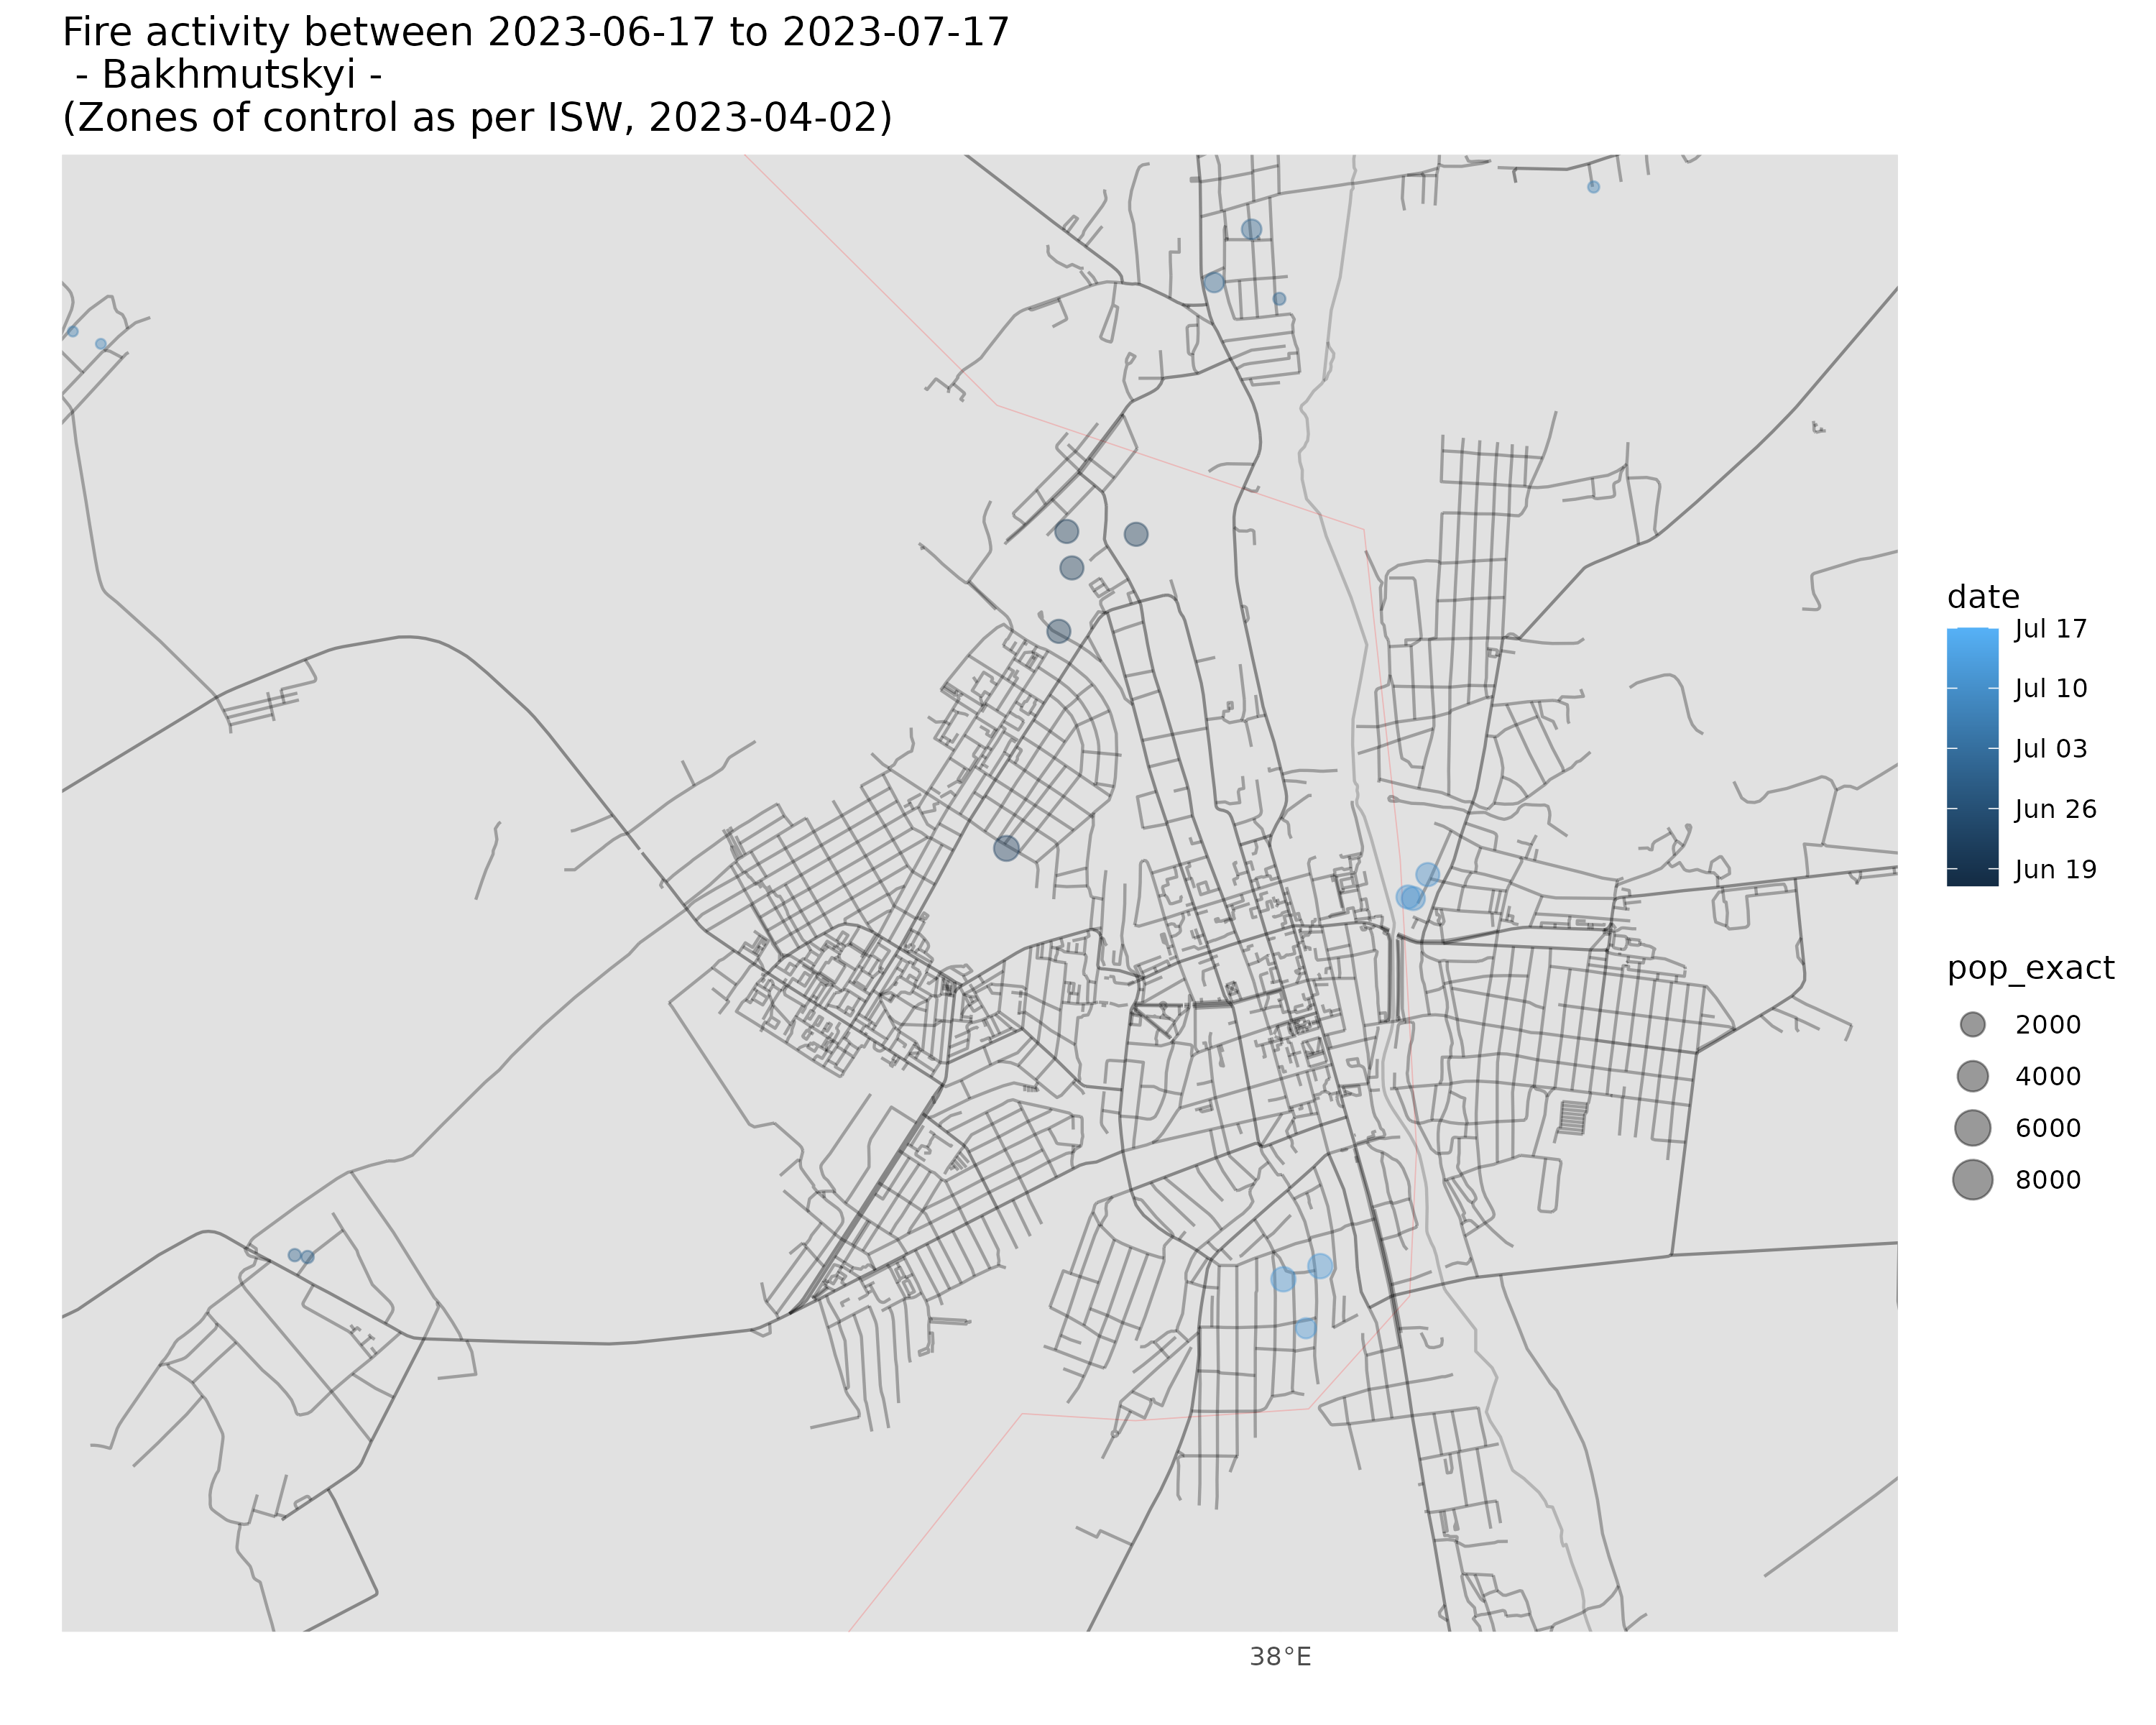 Fire activity between 2023-06-17 to 2023-07-17
- Bakhmutskyi -
(Zones of control as per ISW, 2023-04-02)
date
Jul 17
Jul 10
Jul 03
Jun 26
Jun 19
pop_exact
2000
4000
6000
8000
38°E